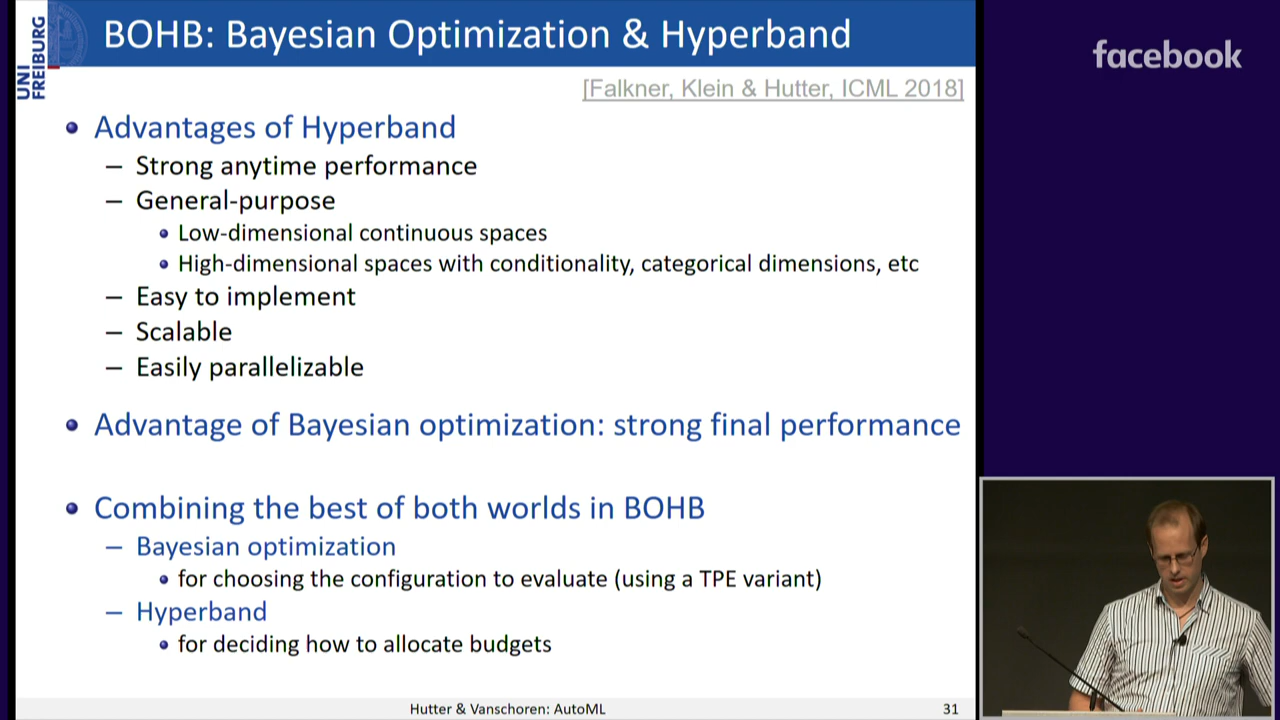 UNI
FREIBURG
BOHB: Bayesian Optimization & Hyperband
facebook
[Falkner, Klein & Hutter, ICML 2018]
• Advantages of Hyperband
– Strong anytime performance
– General-purpose
• Low-dimensional continuous spaces
• High-dimensional spaces with conditionality, categorical dimensions, etc
– Easy to implement
– Scalable
– Easily parallelizable
• Advantage of Bayesian optimization: strong final performance
• Combining the best of both worlds in BOHB
– Bayesian optimization
• for choosing the configuration to evaluate (using a TPE variant)
– Hyperband
• for deciding how to allocate budgets
Hutter & Vanschoren: AutoML
31